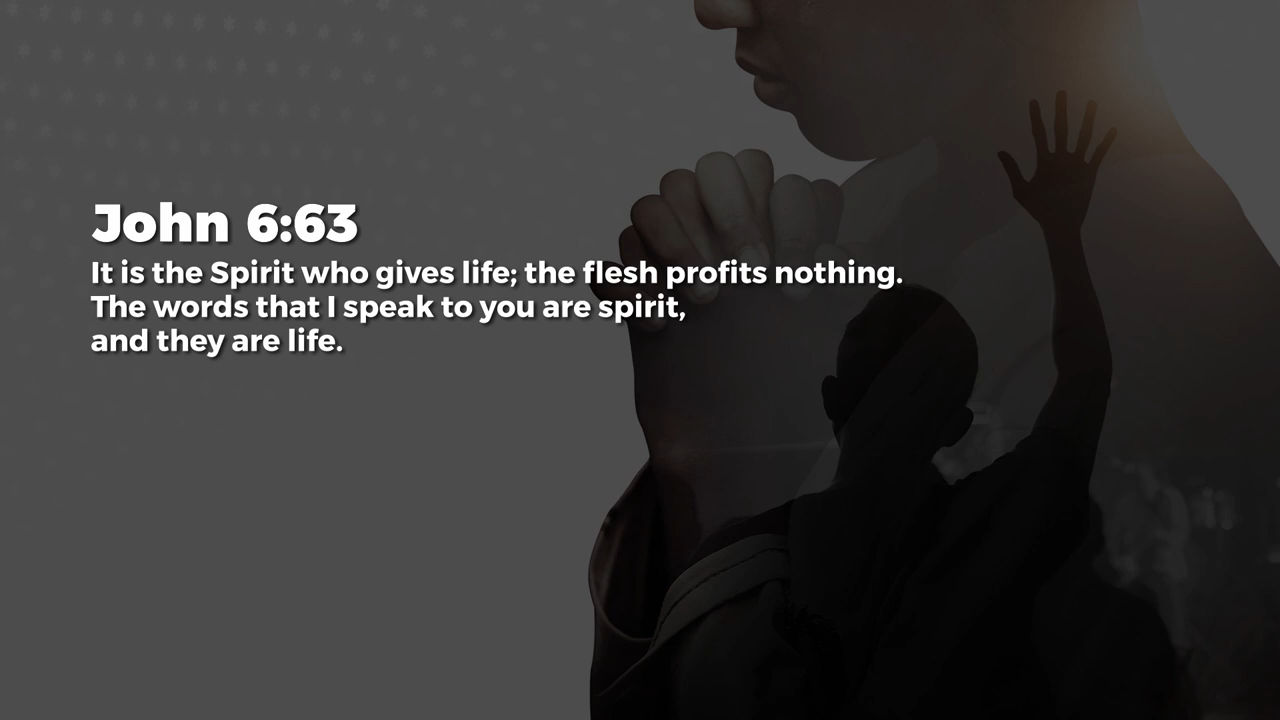 John 6:63
It is the Spirit who gives life; the flesh profits nothing.
The words that I speak to you are spirit,
and they are life.